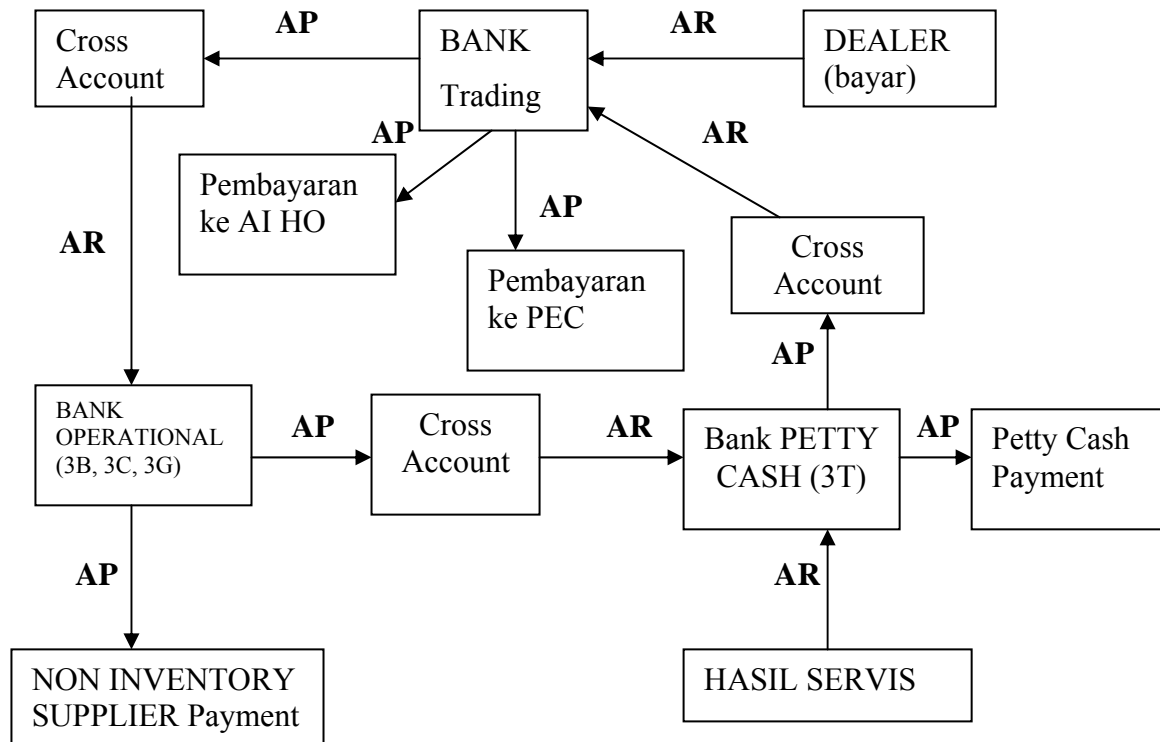 AP
AR
Cross
Account
BANK
Trading
DEALER
(bayar)
AP
AR
Pembayaran
ke AI HO
AP
AR
Pembayaran
ke PEC
Cross
Account
AP
BANK
OPERATIONAL
(3B, 3C, 3G)
AP
Cross
Account
AR
Bank PETTY
CASH (3T)
AP
Petty Cash
Payment
AP
AR
NON INVENTORY
SUPPLIER Payment
HASIL SERVIS